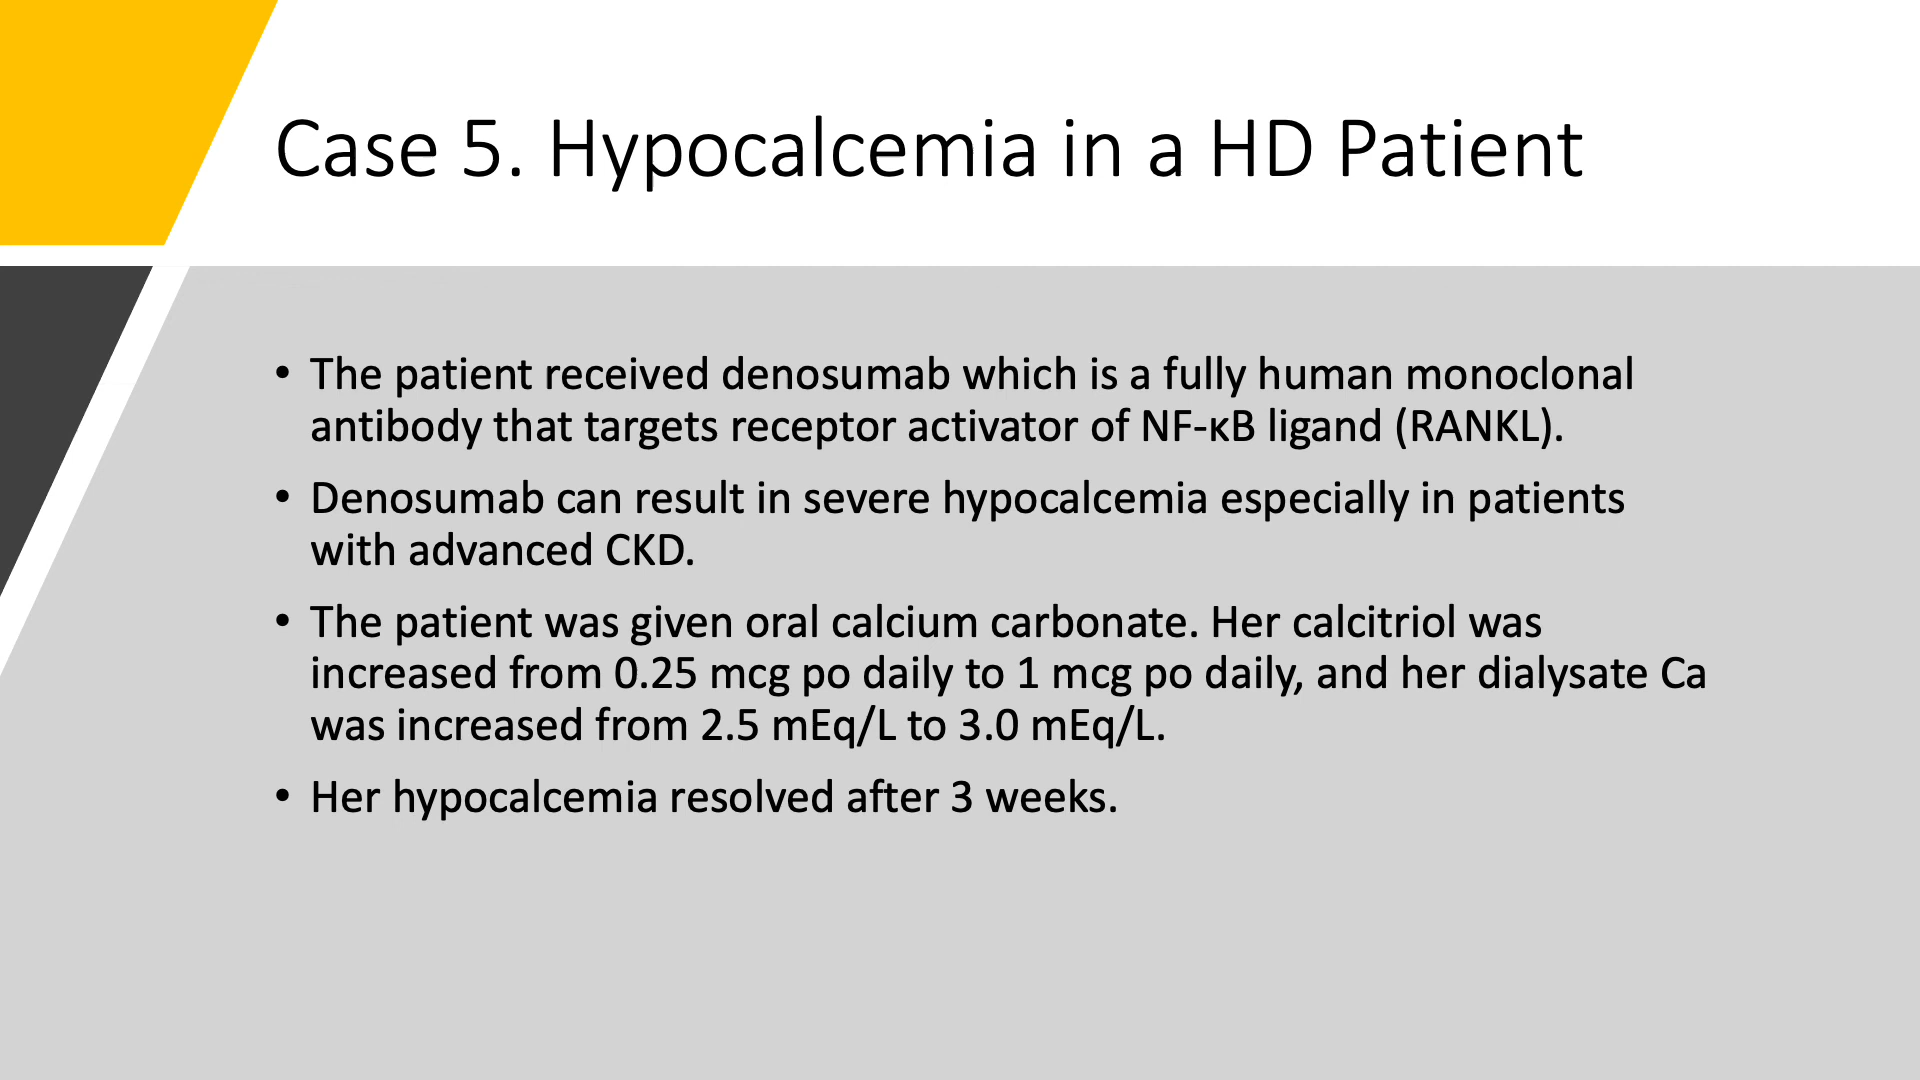 Case 5. Hypocalcemia in a HD Patient
• The patient received denosumab which is a fully human monoclonal
antibody that targets receptor activator of NF-κB ligand (RANKL).
• Denosumab can result in severe hypocalcemia especially in patients
with advanced CKD.
• The patient was given oral calcium carbonate. Her calcitriol was
increased from 0.25 mcg po daily to 1 mcg po daily, and her dialysate Ca
was increased from 2.5 mEq/L to 3.0 mEq/L.
• Her hypocalcemia resolved after 3 weeks.